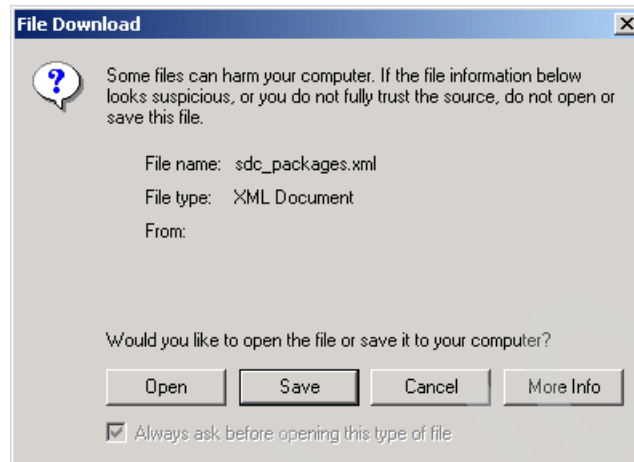 File Download
Some files can harm your computer. If the file information below
looks suspicious, or you do not fully trust the source, do not open or
save this file.
File name: sdc_packages.xml
File type: XML Document
From:
Would you like to open the file or save it to your computer?
Open Save Cancel More Info
Always ask before opening this type of file